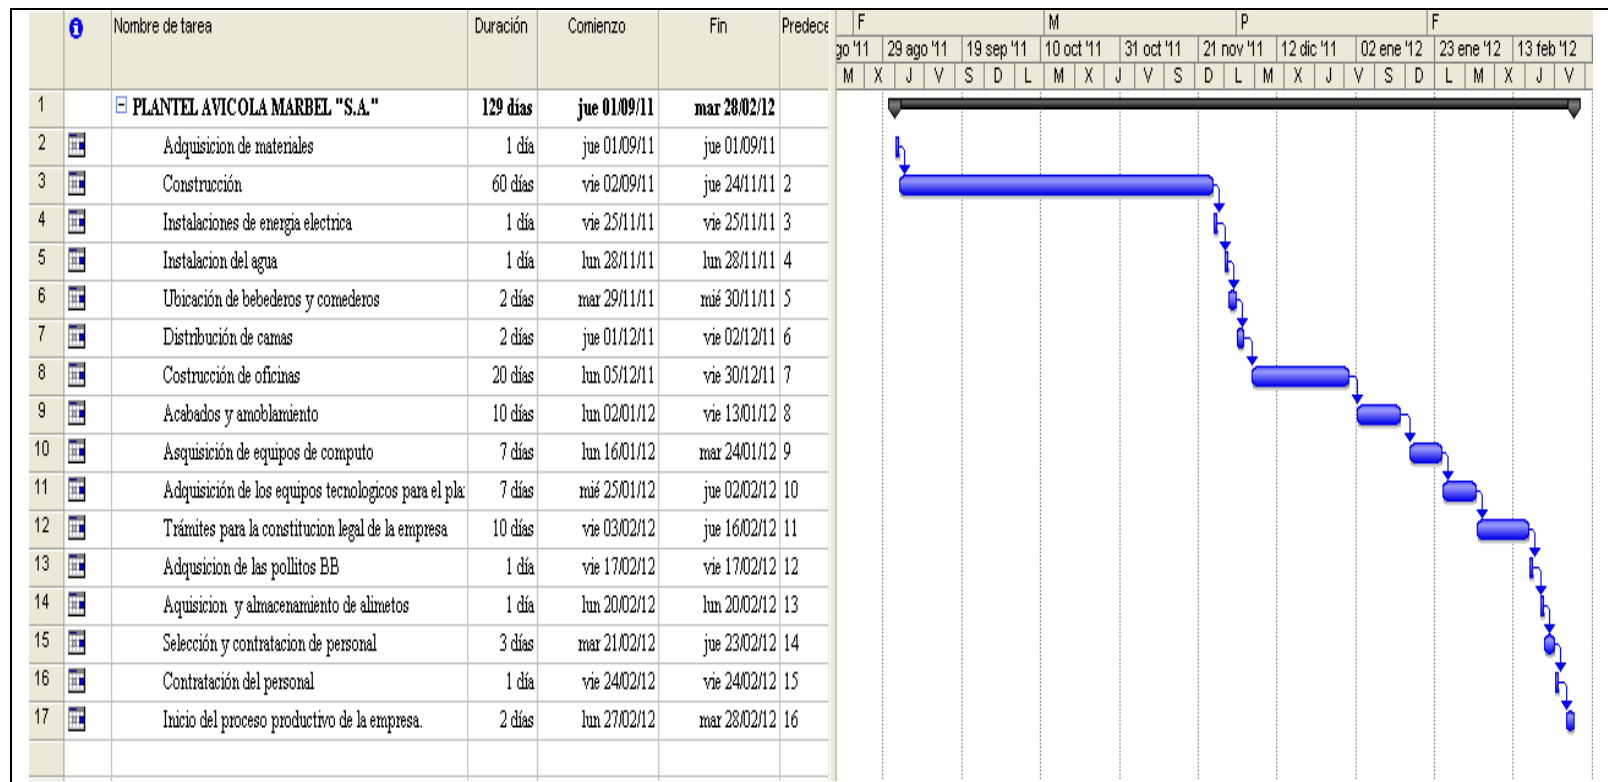 Nombre de tarea Duración Comienzo Fin Predece
F M P F
go '11 29 ago '11 19 sep '11 10 oct '11 31 oct '11 21 nov '11 12 dic '11 02 ene '12 23 ene '12 13 feb '12
M X J V S D L M X J V S D L M X J V S D L M X J V
1 PLANTEL AVICOLA MARBEL "S.A." 129 días jue 01/09/11 mar 28/02/12
2 Adquisicion de materiales 1 día jue 01/09/11 jue 01/09/11
3 Construcción 60 días vie 02/09/11 jue 24/11/11 2
4 Instalaciones de energia electrica 1 día vie 25/11/11 vie 25/11/11 3
5 Instalacion del agua 1 día lun 28/11/11 lun 28/11/11 4
6 Ubicación de bebederos y comederos 2 días mar 29/11/11 mié 30/11/11 5
7 Distribución de camas 2 días jue 01/12/11 vie 02/12/11 6
8 Costrucción de oficinas 20 días lun 05/12/11 vie 30/12/11 7
9 Acabados y amoblamiento 10 días lun 02/01/12 vie 13/01/12 8
10 Asquisición de equipos de computo 7 días lun 16/01/12 mar 24/01/12 9
11 Adquisición de los equipos tecnologicos para el pla 7 días mié 25/01/12 jue 02/02/12 10
12 Trámites para la constitucion legal de la empresa 10 días vie 03/02/12 jue 16/02/12 11
13 Adqusicion de las pollitos BB 1 día vie 17/02/12 vie 17/02/12 12
14 Aquisicion y almacenamiento de alimetos 1 día lun 20/02/12 lun 20/02/12 13
15 Selección y contratacion de personal 3 días mar 21/02/12 jue 23/02/12 14
16 Contratación del personal 1 día vie 24/02/12 vie 24/02/12 15
17 Inicio del proceso productivo de la empresa. 2 días lun 27/02/12 mar 28/02/12 16